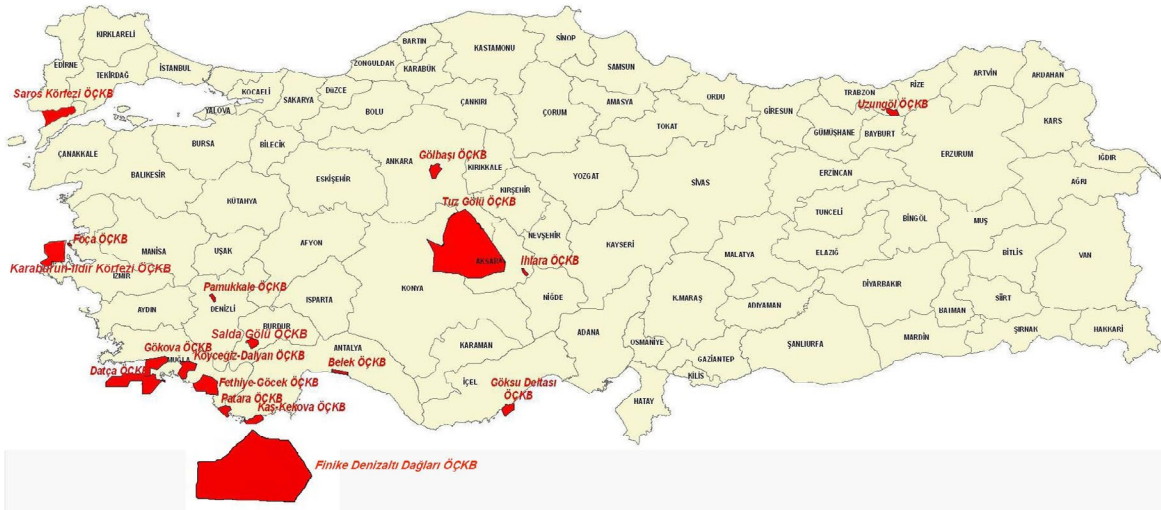 SİNOP
BARTIN
KASTAMONU
KIRKLARELİ
EDİRNE
ZONGULDAK
KARABÜK
SAMSUN
İSTANBUL
TEKİRDAĞ
ARTVİN
ARDAHAN
RİZE
Saros Körfezi ÖÇKB
KOCAELİ
SAKARYA
DÜZCE
ÇANKIRI
AMASYA
ORDU
TRABZON
Uzungöl ÖÇKB
YALOVA
BOLU
ÇORUM
GİRESUN
KARS
TOKAT
GÜMÜŞHANE
BAYBURT
BURSA
BİLECİK
ÇANAKKALE
Gölbaşı ÖÇKB
ANKARA
KIRIKKALE
ERZURUM
IĞDIR
BALIKESİR
ESKİŞEHİR
YOZGAT
SİVAS
ERZİNCAN
AĞRI
KIRŞEHİR
KÜTAHYA
Tuz Gölü ÖÇKB
TUNCELİ
BİNGÖL
MUŞ
NEVŞEHİR
Foça ÖÇKB
MANİSA
UŞAK
AFYON
KAYSERİ
MALATYA
ELAZIĞ
BİTLİS
VAN
AKSARAY
Ihlara ÖÇKB
Karaburun-Ildır Körfezi ÖÇKB
İZMİR
KONYA
DİYARBAKIR
Pamukkale ÖÇKB
NİĞDE
SİİRT
ISPARTA
K.MARAŞ
ADIYAMAN
AYDIN
DENİZLİ
BATMAN
BURDUR
Salda Gölü ÖÇKB
ŞIRNAK
HAKKARİ
MARDİN
ADANA
OSMANİYE
ŞANLIURFA
KARAMAN
ANTALYA
Gökova ÖÇKB
MUĞLA
Köyceğiz-Dalyan ÖÇKB
GAZİANTEP
Belek ÖÇKB
Datça ÖÇKB
KİLİS
Fethiye-Göcek ÖÇKB
İÇEL
Göksu Deltası
ÖÇKB
Patara ÖÇKB
HATAY
Kaş-Kekova ÖÇKB
Finike Denizaltı Dağları ÖÇKB